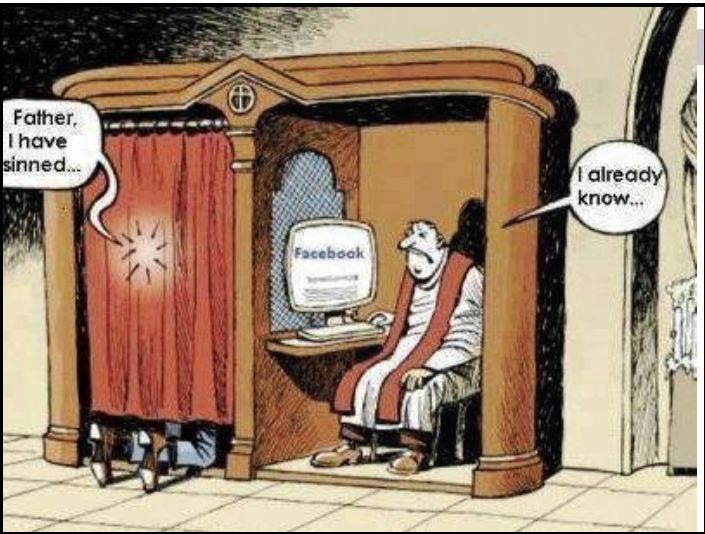 Father,
I have
sinned...
I already
know...
Facebook